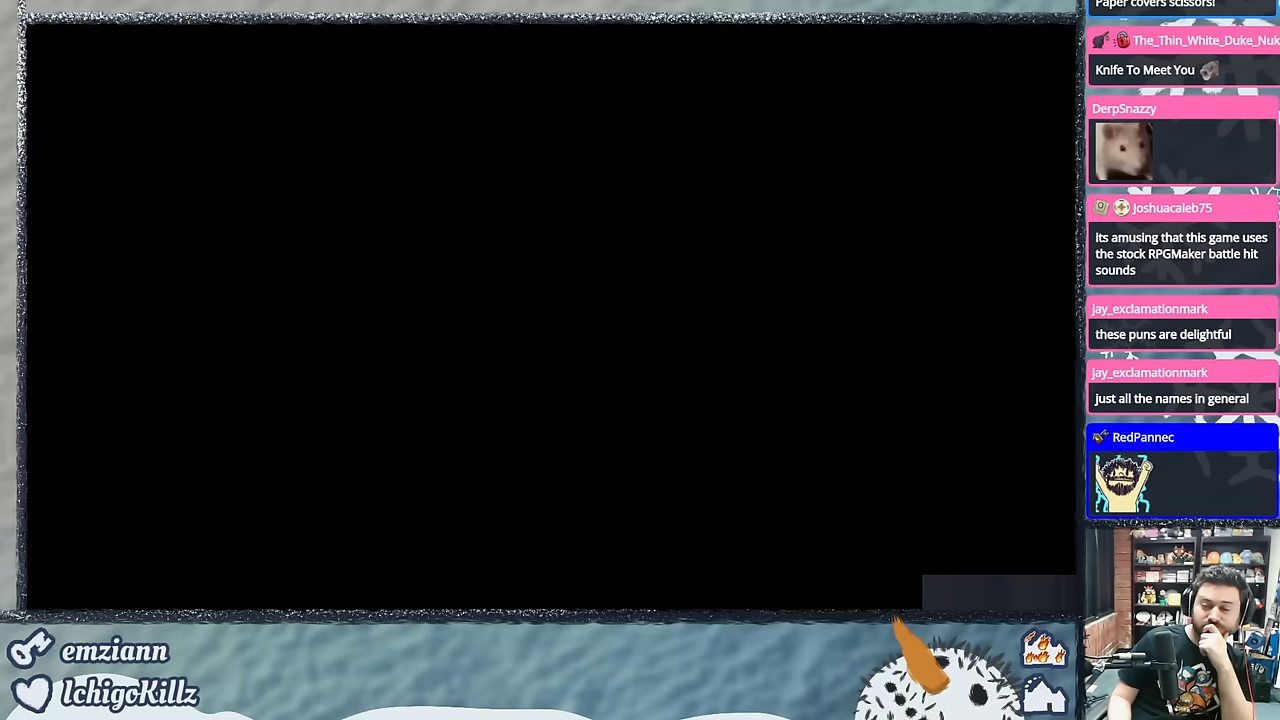 Paper covers scissors!
The_Thin_White_Duke_Nuk
Knife To Meet You
DerpSnazzy
Joshuacaleb75
its amusing that this game uses
the stock RPGMaker battle hit
sounds
jay_exclamationmark
these puns are delightful
jay_exclamationmark
just all the names in general
RedPannec
emziann
IchigoKillz